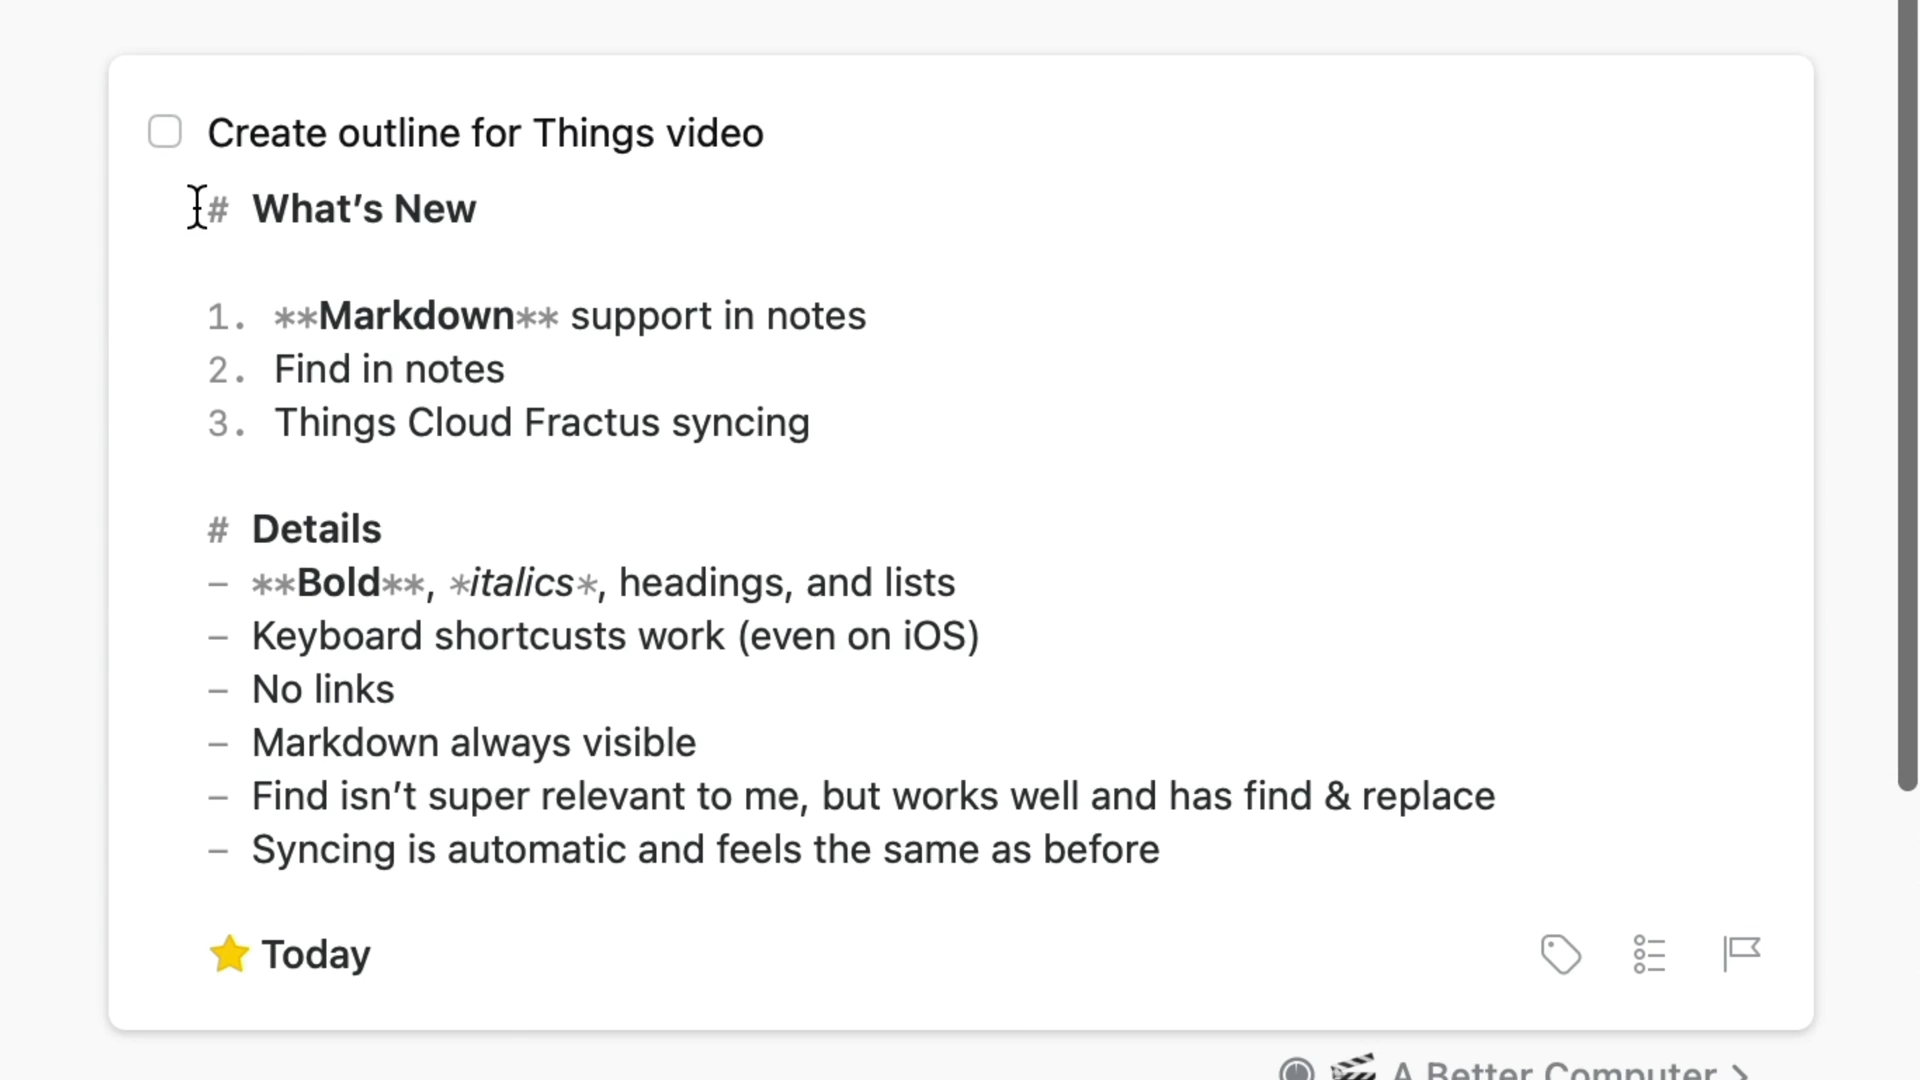 Create outline for Things video
# What’s New
1. **Markdown** support in notes
2. Find in notes
3. Things Cloud Fractus syncing
# Details
– **Bold**, *italics*, headings, and lists
– Keyboard shortcusts work (even on iOS)
– No links
– Markdown always visible
– Find isn’t super relevant to me, but works well and has find & replace
– Syncing is automatic and feels the same as before
Today
A Better Computer >